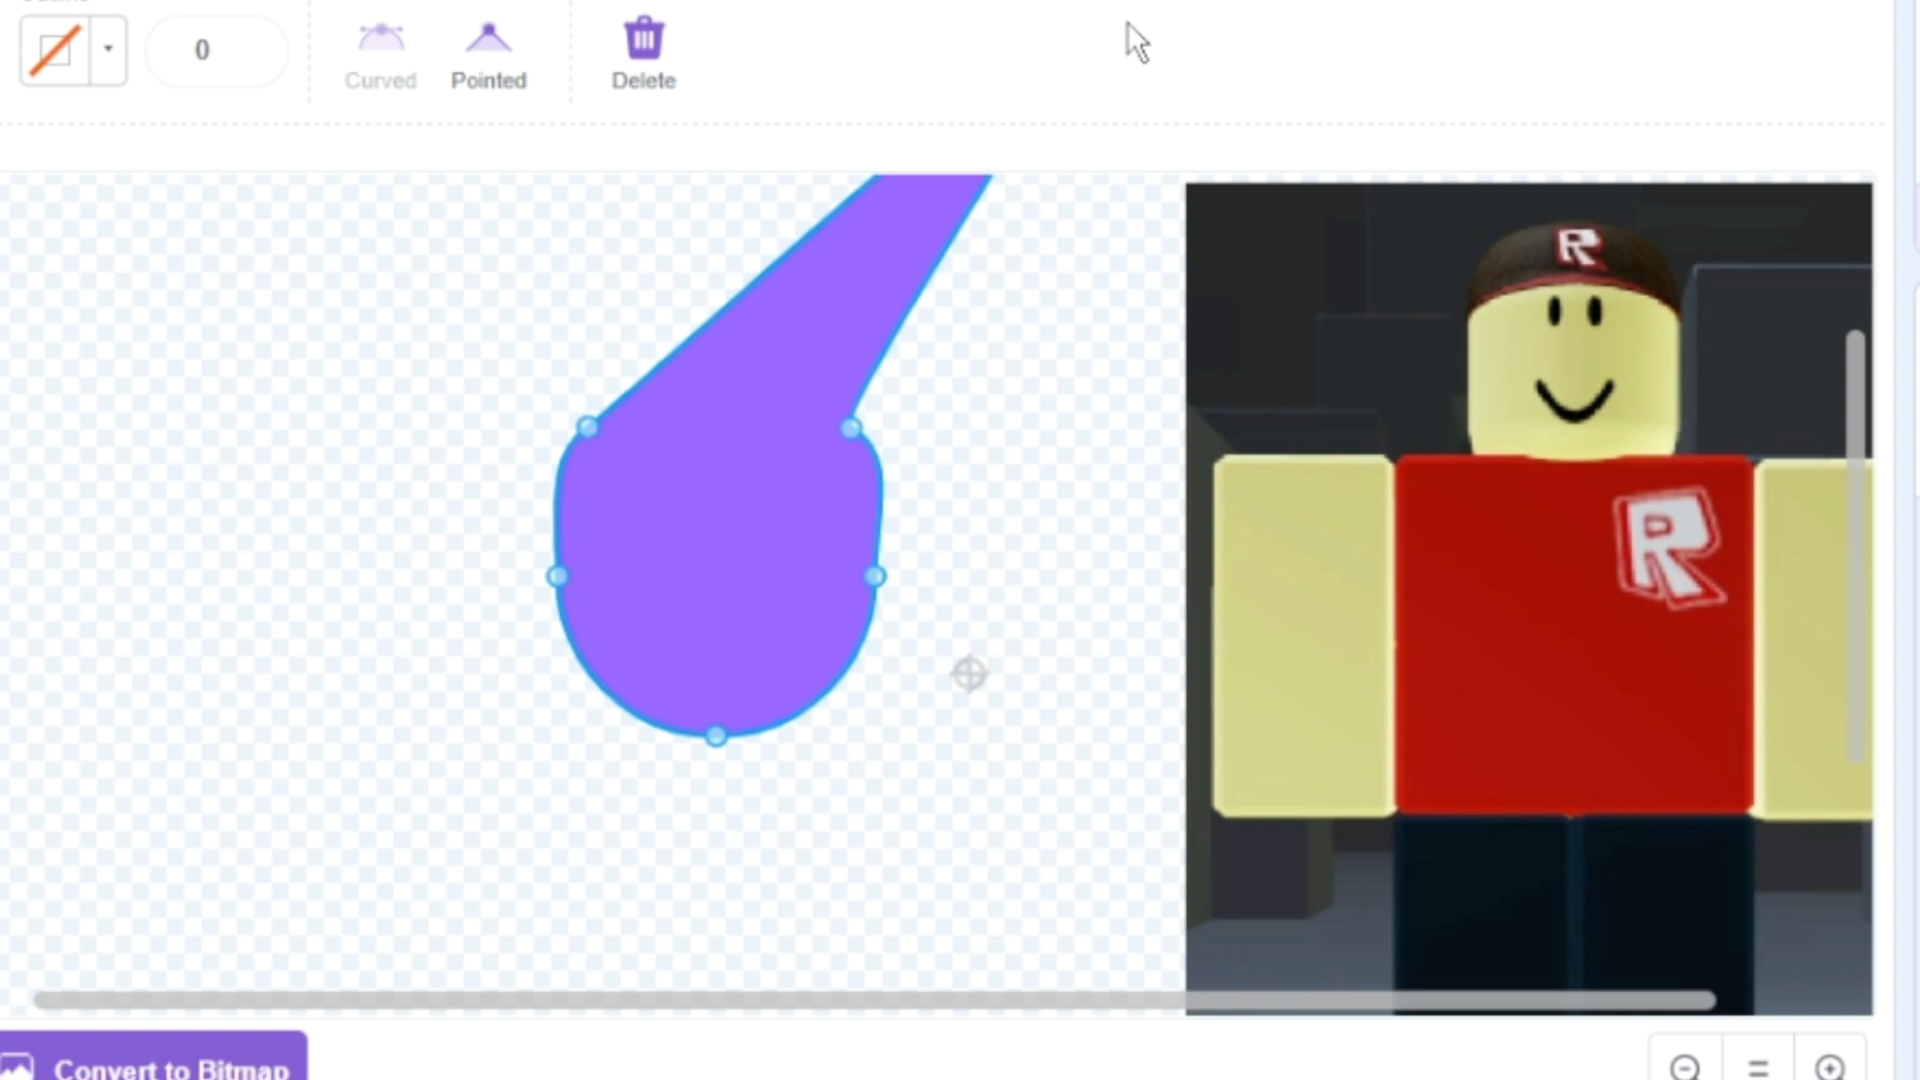 0
Curved
Pointed
Delete
R
R
Convert to Bitmap